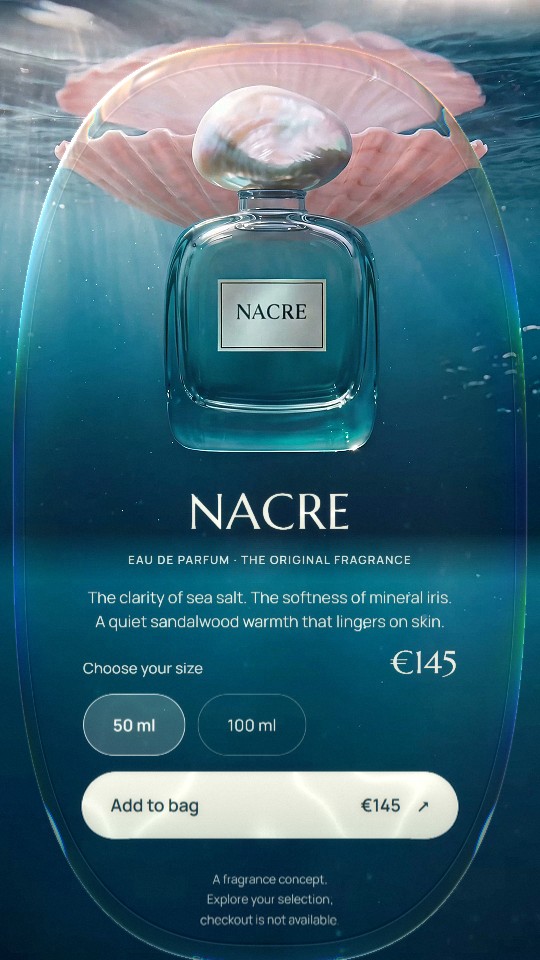 NACRE
NACRE
EAU DE PARFUM · THE ORIGINAL FRAGRANCE
The clarity of sea salt. The softness of mineral iris.
A quiet sandalwood warmth that lingers on skin.
Choose your size
€145
50 ml
100 ml
Add to bag
€145 ↗
A fragrance concept.
Explore your selection,
checkout is not available.